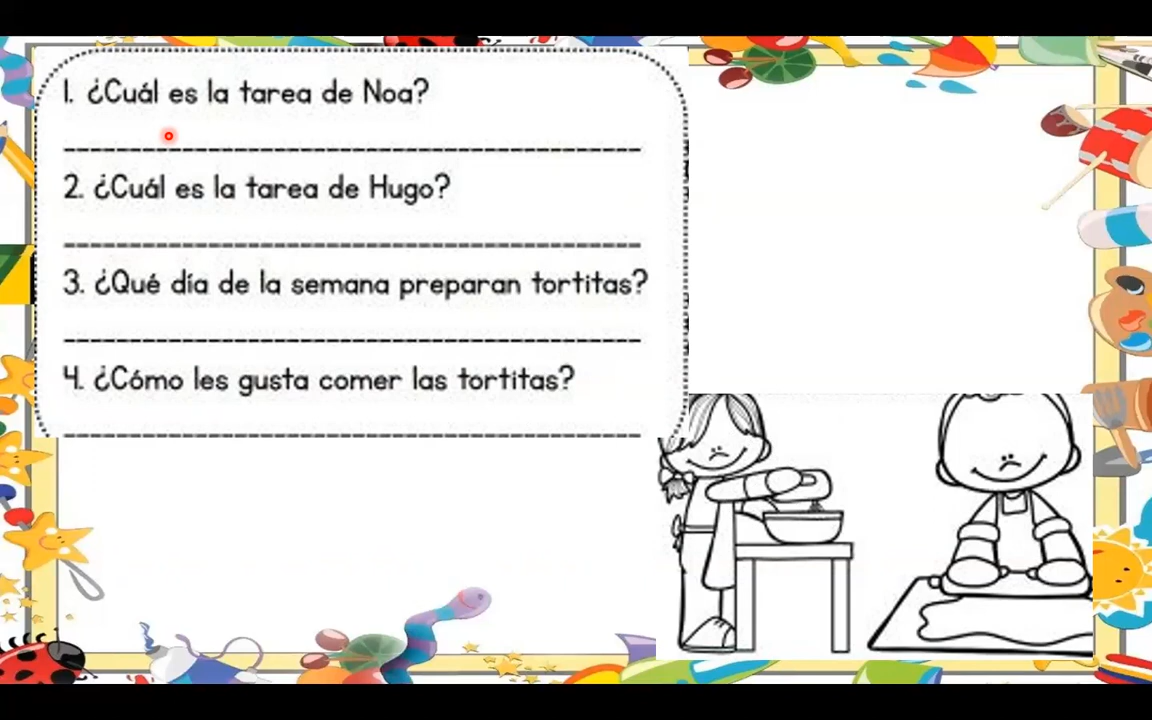 1. ¿Cuál es la tarea de Noa?
2. ¿Cuál es la tarea de Hugo?
3. ¿Qué día de la semana preparan tortitas?
4. ¿Cómo les gusta comer las tortitas?